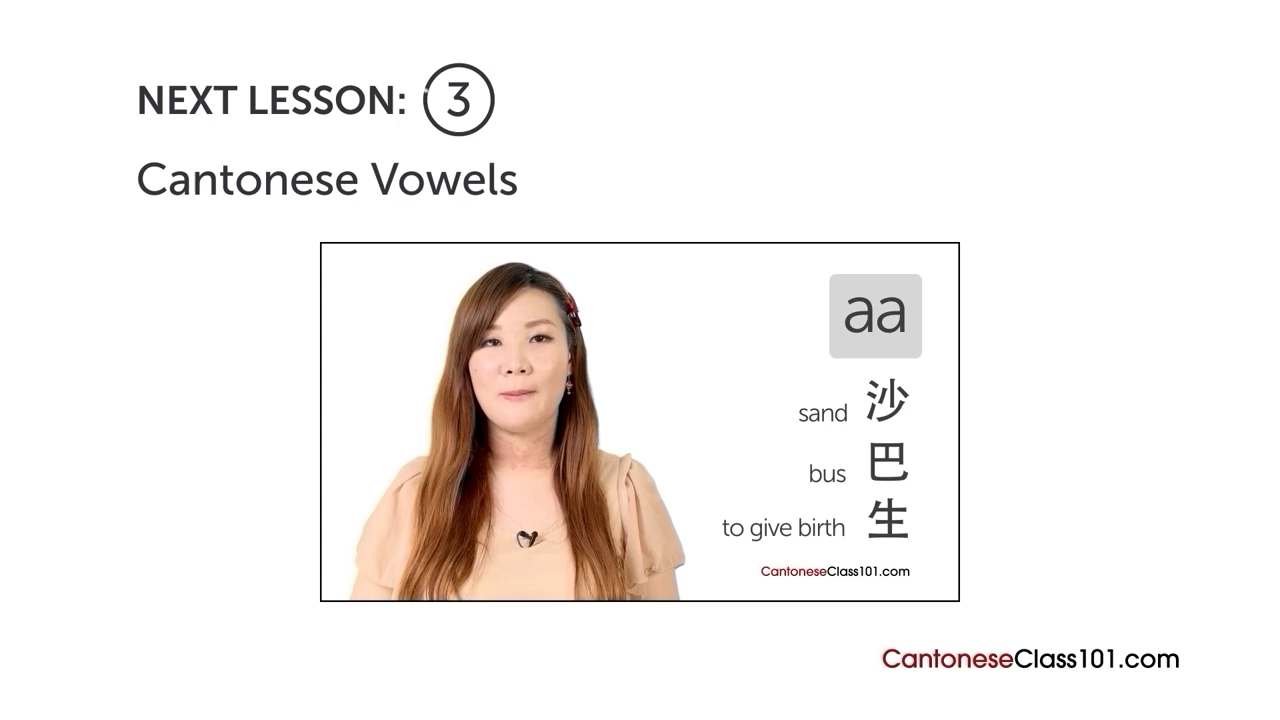 NEXT LESSON: 3
Cantonese Vowels
aa
sand 沙
bus 巴
to give birth 生
CantoneseClass101.com
CantoneseClass101.com